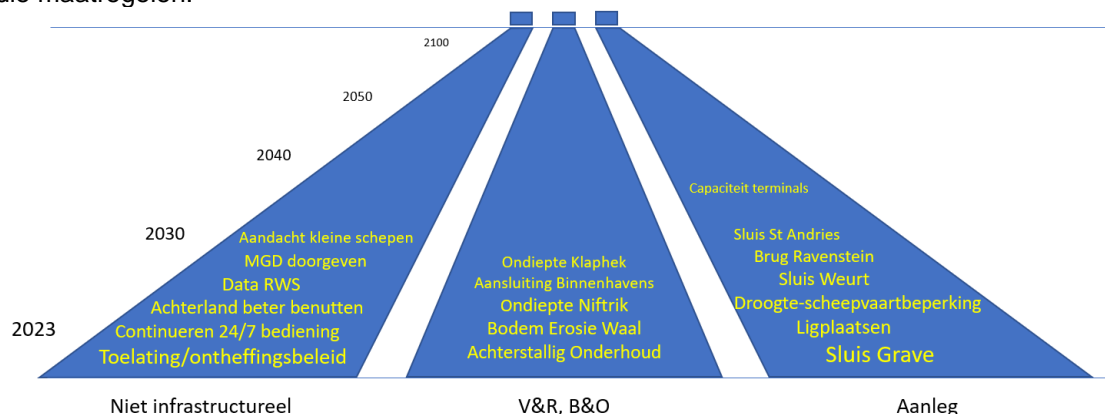 die maatregelen.
2100
2050
2040
2030
2023
Aandacht kleine schepen
MGD doorgeven
Data RWS
Achterland beter benutten
Continueren 24/7 bediening
Toelating/ontheffingsbeleid
Ondiepte Klaphek
Aansluiting Binnenhavens
Ondiepte Niftrik
Bodem Erosie Waal
Achterstallig Onderhoud
Capaciteit terminals
Sluis St Andries
Brug Ravenstein
Sluis Weurt
Droogte-scheepvaartbeperking
Ligplaatsen
Sluis Grave
Niet infrastructureel
V&R, B&O
Aanleg